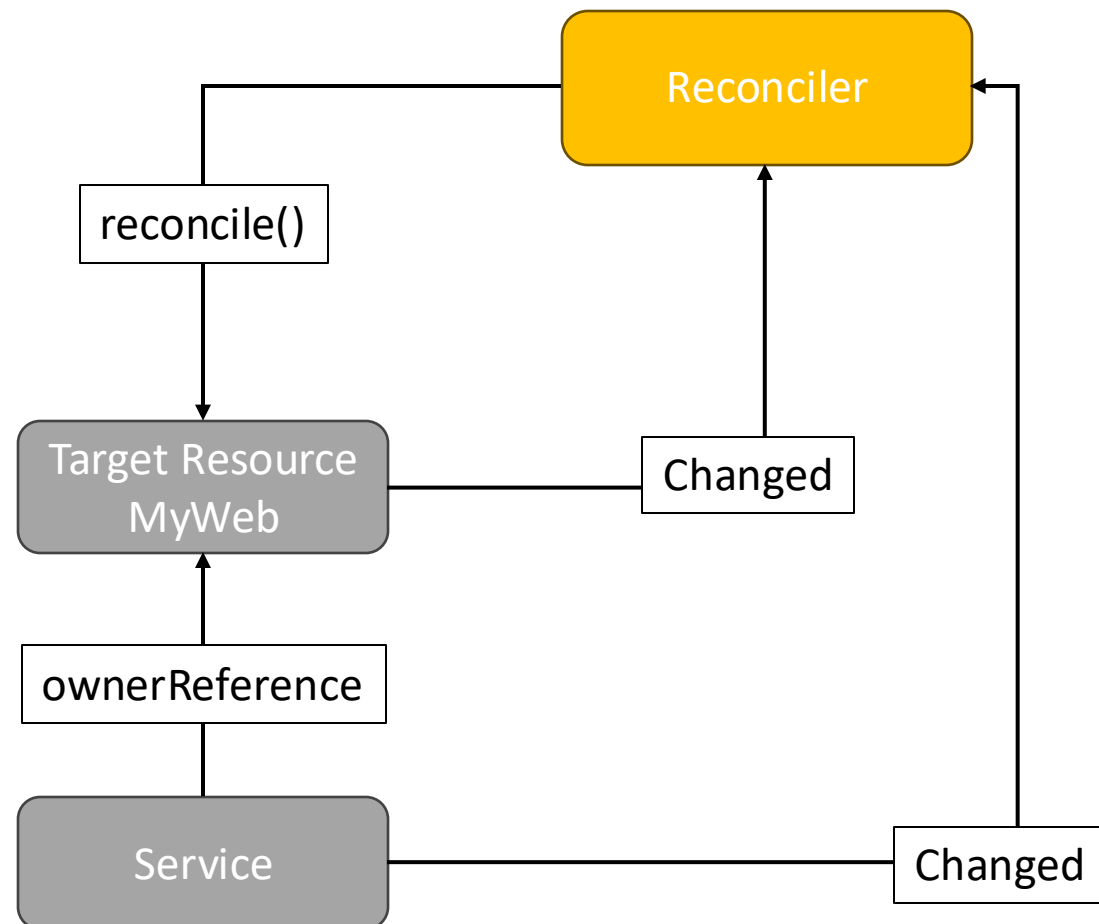 Reconciler
reconcile()
Target Resource
MyWeb
Changed
ownerReference
Service
Changed